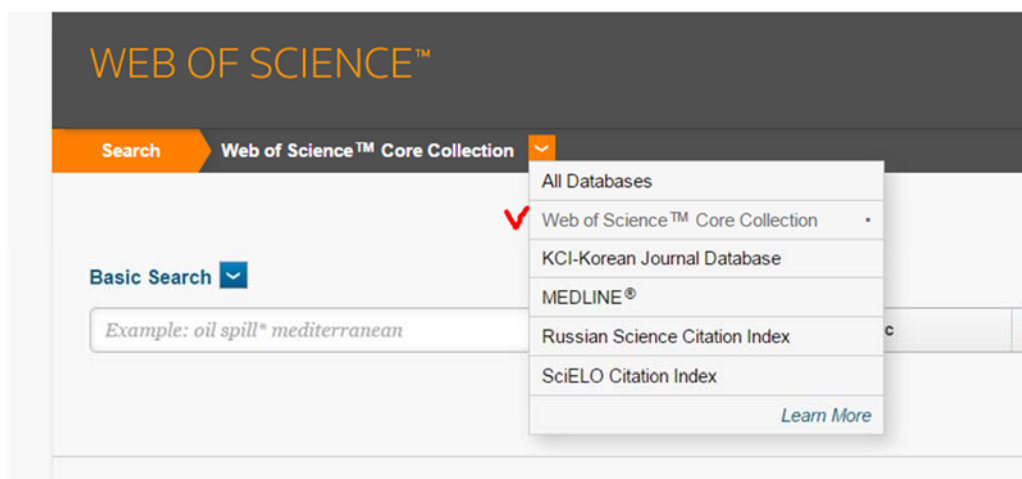 WEB OF SCIENCE™
Search Web of Science™ Core Collection
All Databases
Web of Science™ Core Collection
KCI-Korean Journal Database
Basic Search
MEDLINE®
Example: oil spill* mediterranean
Russian Science Citation Index
c
SciELO Citation Index
Learn More